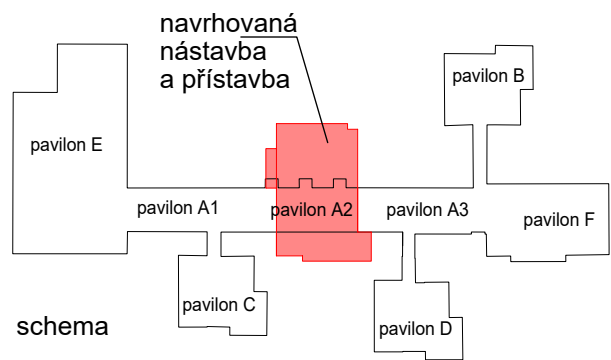 navrhovaná
nástavba
a přístavba
pavilon B
pavilon E
pavilon A1
pavilon A2
pavilon A3
pavilon F
pavilon C
pavilon D
schema